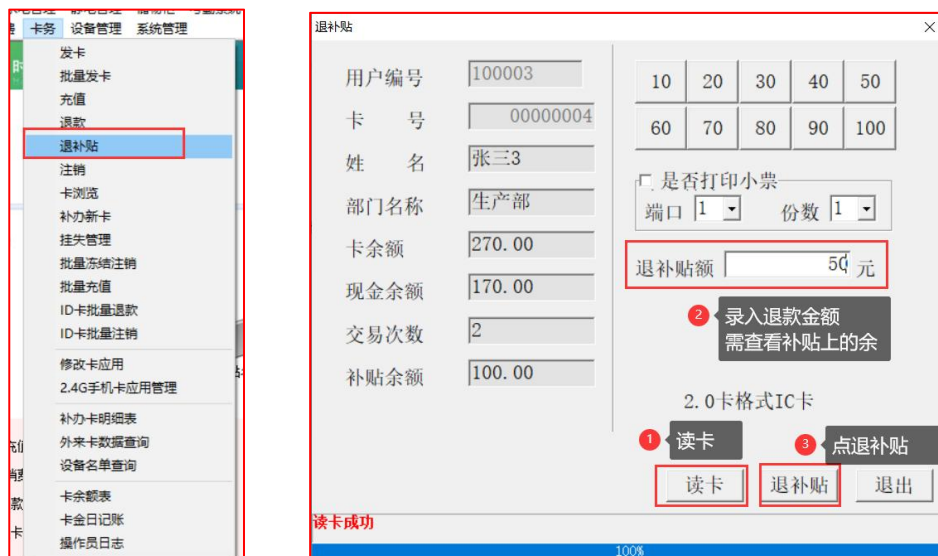 卡务 设备管理 系统管理
发卡
批量发卡
充值
退款
退补贴
注销
卡浏览
补办新卡
挂失管理
批量冻结注销
批量充值
ID卡批量退款
ID卡批量注销
修改卡应用
2.4G手机卡应用管理
补办卡明细表
外来卡数据查询
设备名单查询
卡余额表
卡金日记账
操作员日志
退补贴
用户编号 100003
卡 号 00000004
姓 名 张三3
部门名称 生产部
卡余额 270.00
现金余额 170.00
交易次数 2
补贴余额 100.00
10 20 30 40 50
60 70 80 90 100
是否打印小票
端口 1 份数 1
退补贴额 50 元
2 录入退款金额
需查看补贴上的余
2.0卡格式IC卡
1 读卡 3 点退补贴
读卡 退补贴 退出
读卡成功
100%